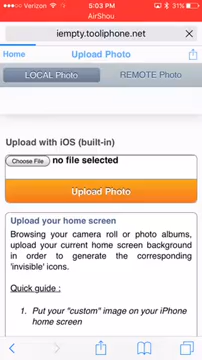 Verizon 5:03 PM 31%
AirShou
iempty.tooliphone.net
Home Upload Photo
LOCAL Photo REMOTE Photo
Upload with iOS (built-in)
Choose File no file selected
Upload Photo
Upload your home screen
Browsing your camera roll or photo albums,
upload your current home screen background
in order to generate the corresponding
'invisible' icons.
Quick guide :
1. Put your "custom" image on your iPhone
home screen